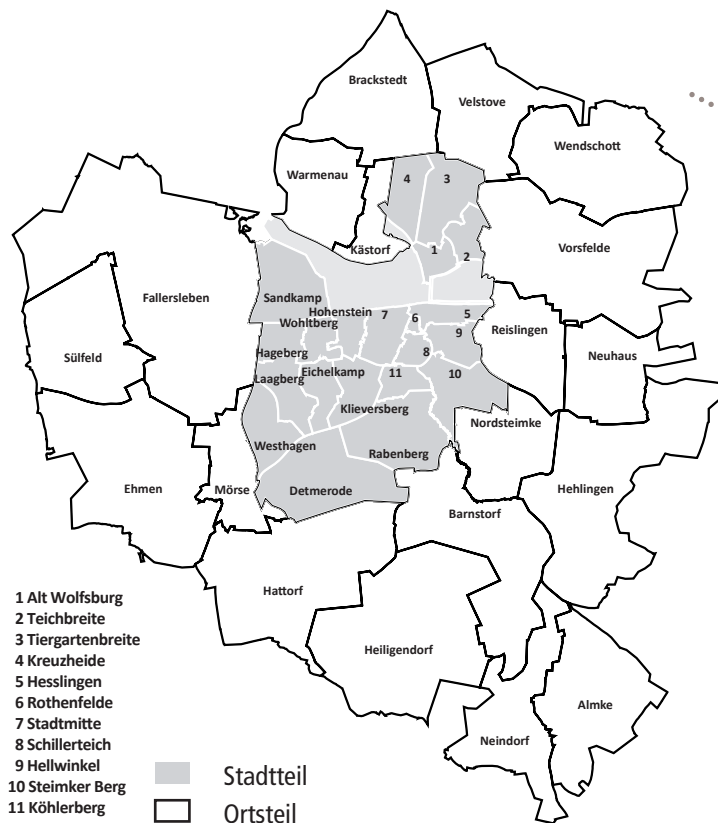 Brackstedt
Velstove
Wendschott
Warmenau
4
3
Kästorf
1
2
Vorsfelde
Fallersleben
Sandkamp
Hohenstein
7
6
5
Wohltberg
9
Reislingen
Sülfeld
Hageberg
8
Neuhaus
Laagberg
Eichelkamp
11
10
Klieversberg
Nordsteimke
Westhagen
Rabenberg
Ehmen
Mörse
Detmerode
Hehlingen
Barnstorf
Hattorf
Heiligendorf
Almke
Neindorf
1 Alt Wolfsburg
2 Teichbreite
3 Tiergartenbreite
4 Kreuzheide
5 Hesslingen
6 Rothenfelde
7 Stadtmitte
8 Schillerteich
9 Hellwinkel
10 Steimker Berg
11 Köhlerberg
Stadtteil
Ortsteil